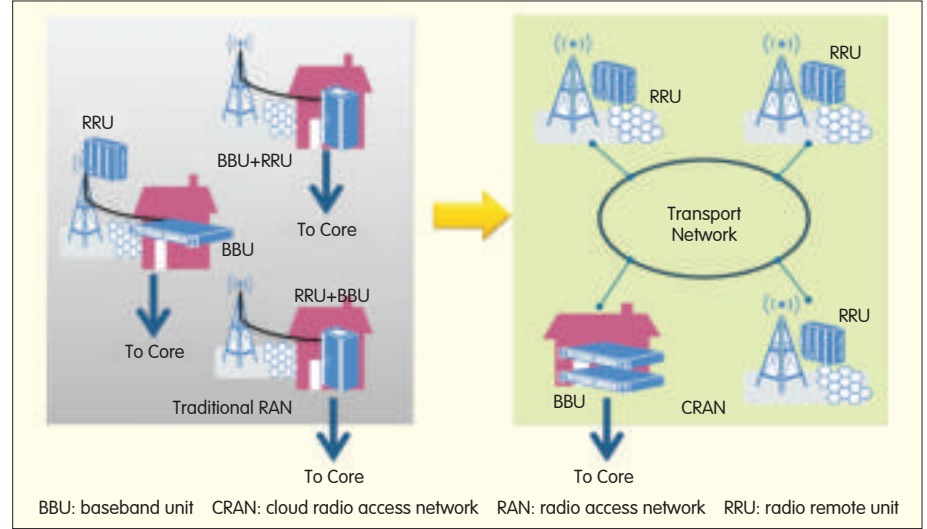 RRU
BBU+RRU
To Core
BBU
To Core
RRU+BBU
Traditional RAN
To Core
RRU
RRU
Transport
Network
RRU
BBU
CRAN
To Core
BBU: baseband unit CRAN: cloud radio access network RAN: radio access network RRU: radio remote unit